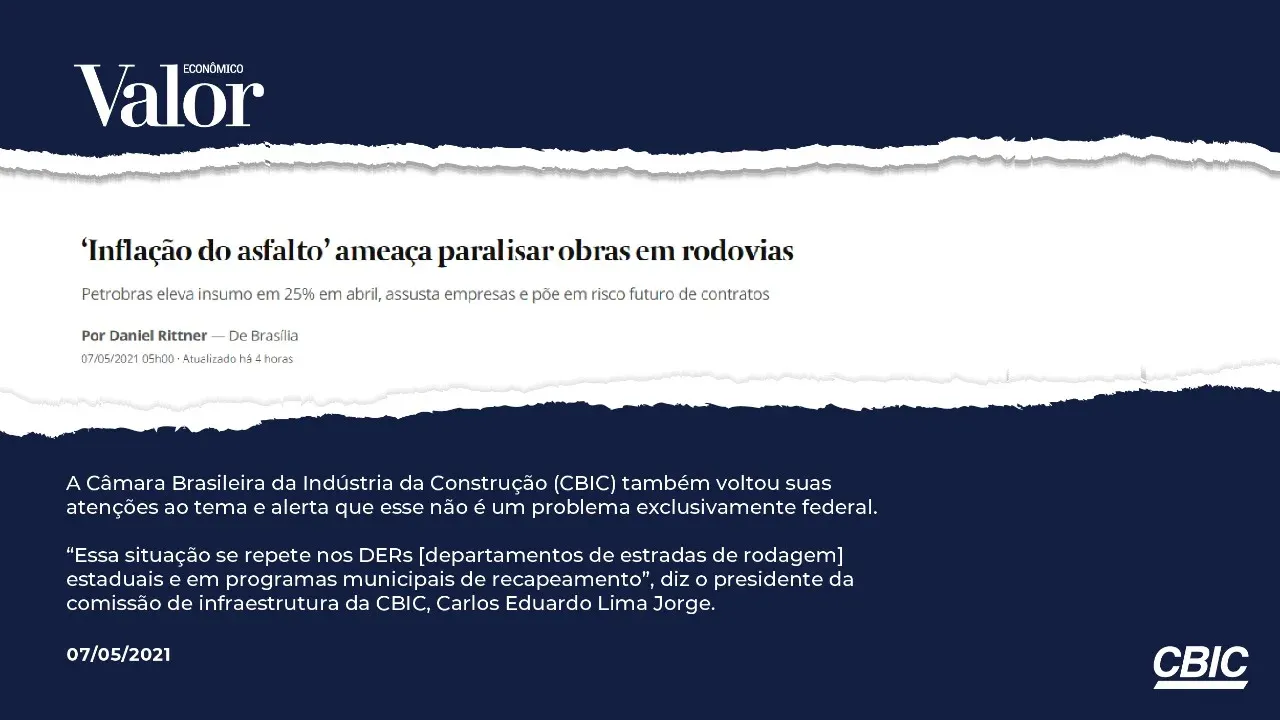 Valor ECONÔMICO
‘Inflação do asfalto’ ameaça paralisar obras em rodovias
Petrobras eleva insumo em 25% em abril, assusta empresas e põe em risco futuro de contratos
Por Daniel Rittner — De Brasília
07/05/2021 05h00 · Atualizado há 4 horas
A Câmara Brasileira da Indústria da Construção (CBIC) também voltou suas
atenções ao tema e alerta que esse não é um problema exclusivamente federal.
“Essa situação se repete nos DERs [departamentos de estradas de rodagem]
estaduais e em programas municipais de recapeamento”, diz o presidente da
comissão de infraestrutura da CBIC, Carlos Eduardo Lima Jorge.
07/05/2021
CBIC